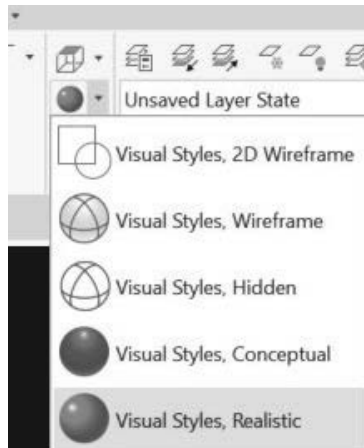 Unsaved Layer State
Visual Styles, 2D Wireframe
Visual Styles, Wireframe
Visual Styles, Hidden
Visual Styles, Conceptual
Visual Styles, Realistic